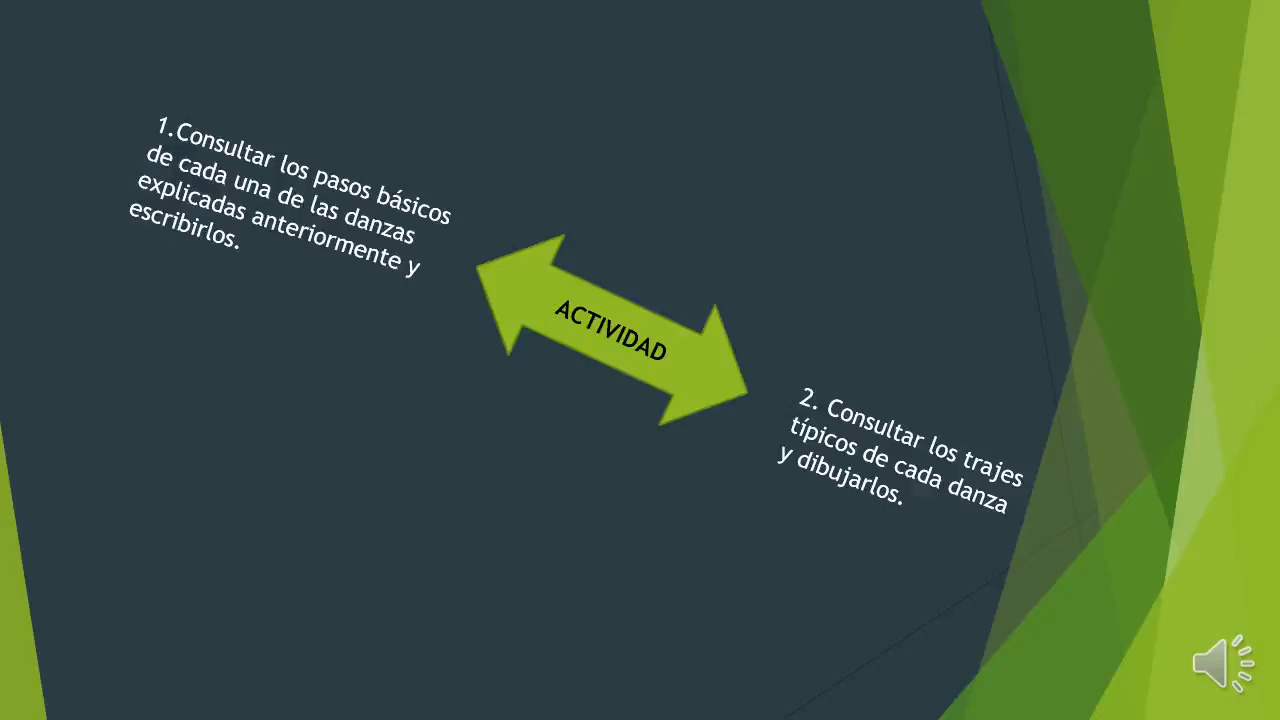 1.Consultar los pasos básicos
de cada una de las danzas
explicadas anteriormente y
escribirlos.
ACTIVIDAD
2. Consultar los trajes
típicos de cada danza
y dibujarlos.